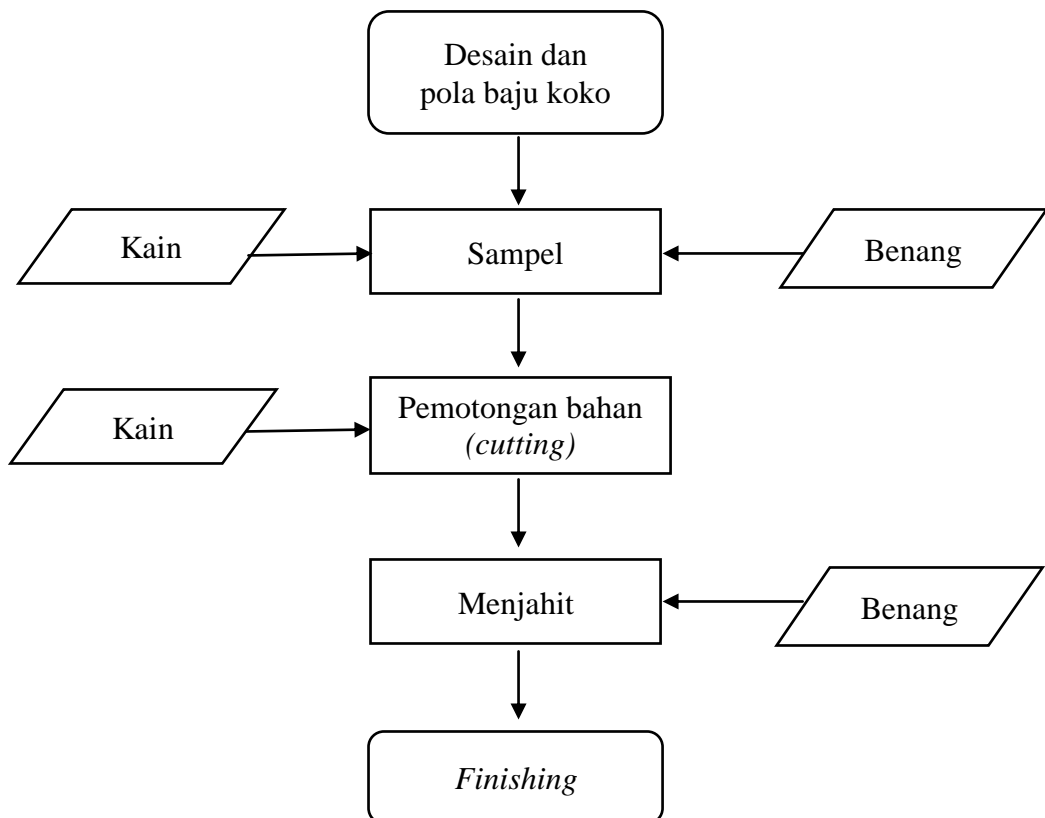 Desain dan
pola baju koko
Kain
Sampel
Benang
Kain
Pemotongan bahan
(cutting)
Menjahit
Benang
Finishing